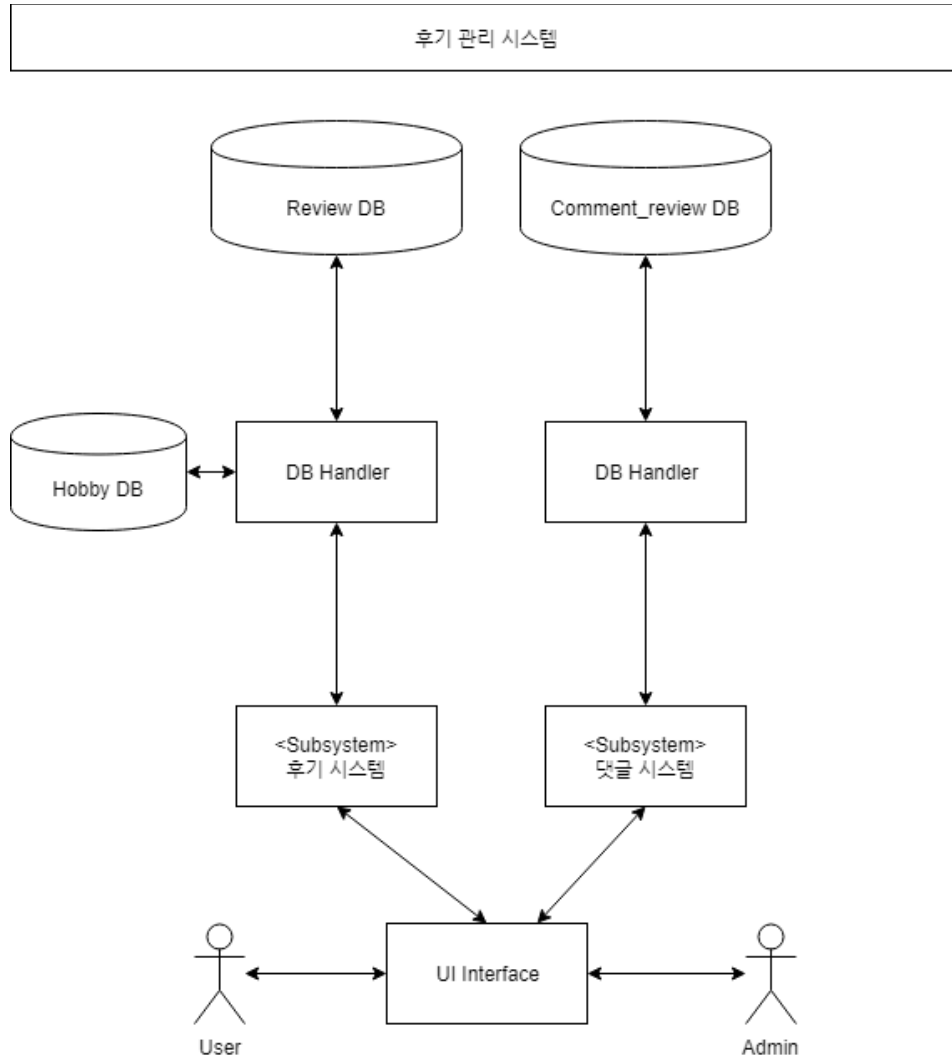 후기 관리 시스템
Review DB
Comment_review DB
Hobby DB
DB Handler
DB Handler
<Subsystem>
후기 시스템
<Subsystem>
댓글 시스템
UI Interface
User
Admin